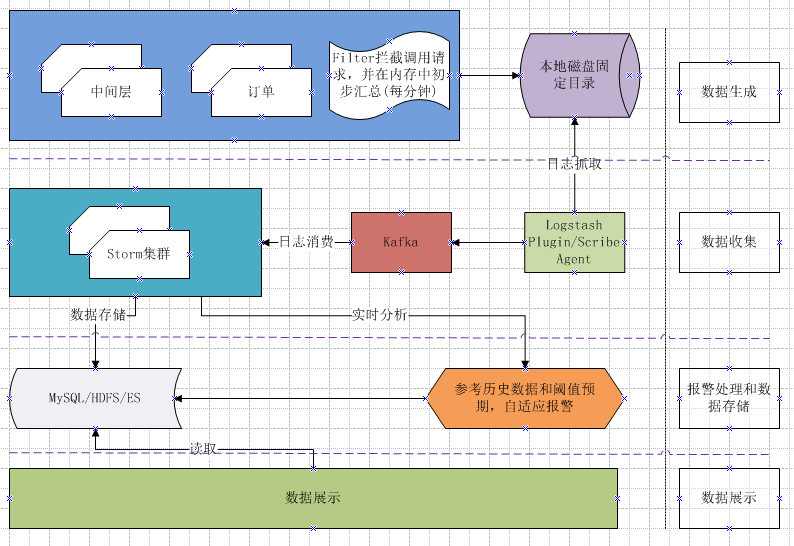 中间层
订单
Filter拦截调用请
求，并在内存中初
步汇总(每分钟)
本地磁盘固
定目录
数据生成
日志抓取
Storm集群
日志消费
Kafka
Logstash
Plugin/Scribe
Agent
数据收集
数据存储
实时分析
MySQL/HDFS/ES
参考历史数据和阈值预
期，自适应报警
报警处理和数
据存储
读取
数据展示
数据展示